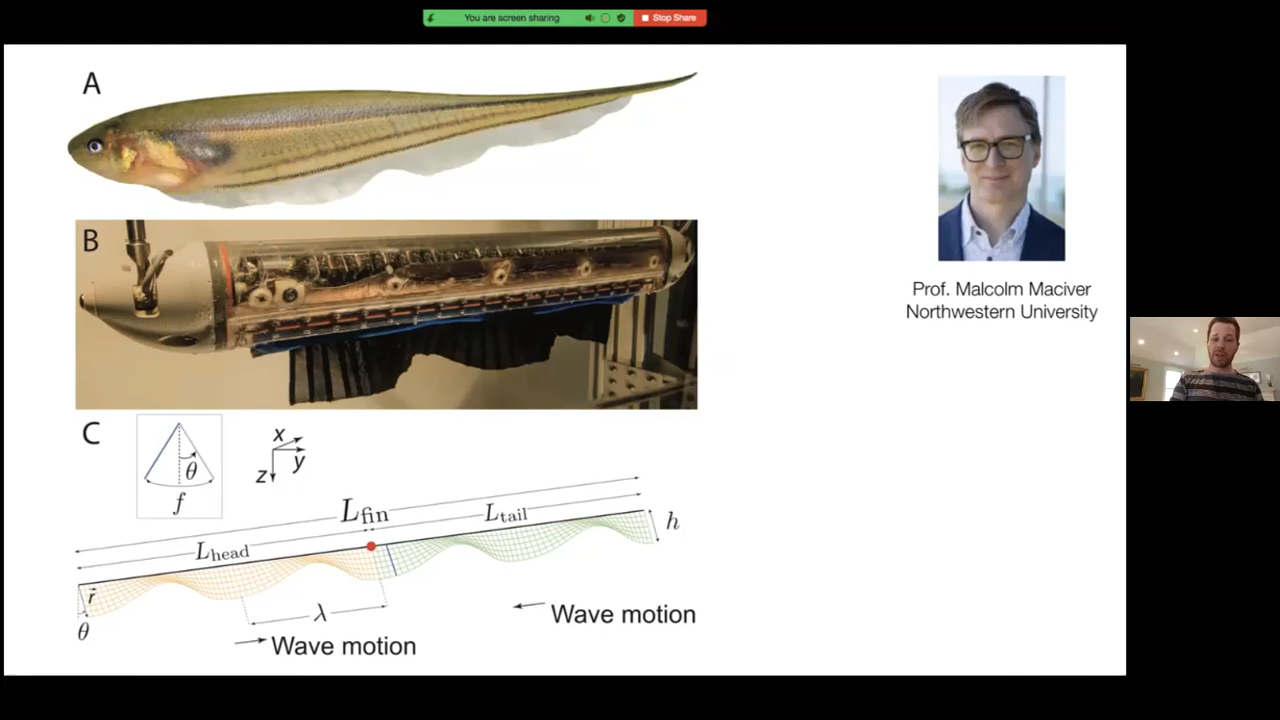 You are screen sharing
Stop Share
A
B
C
Prof. Malcolm Maciver
Northwestern University
θ
f
x
y
z
L_fin
L_head
L_tail
h
r⃗
θ
λ
Wave motion
Wave motion